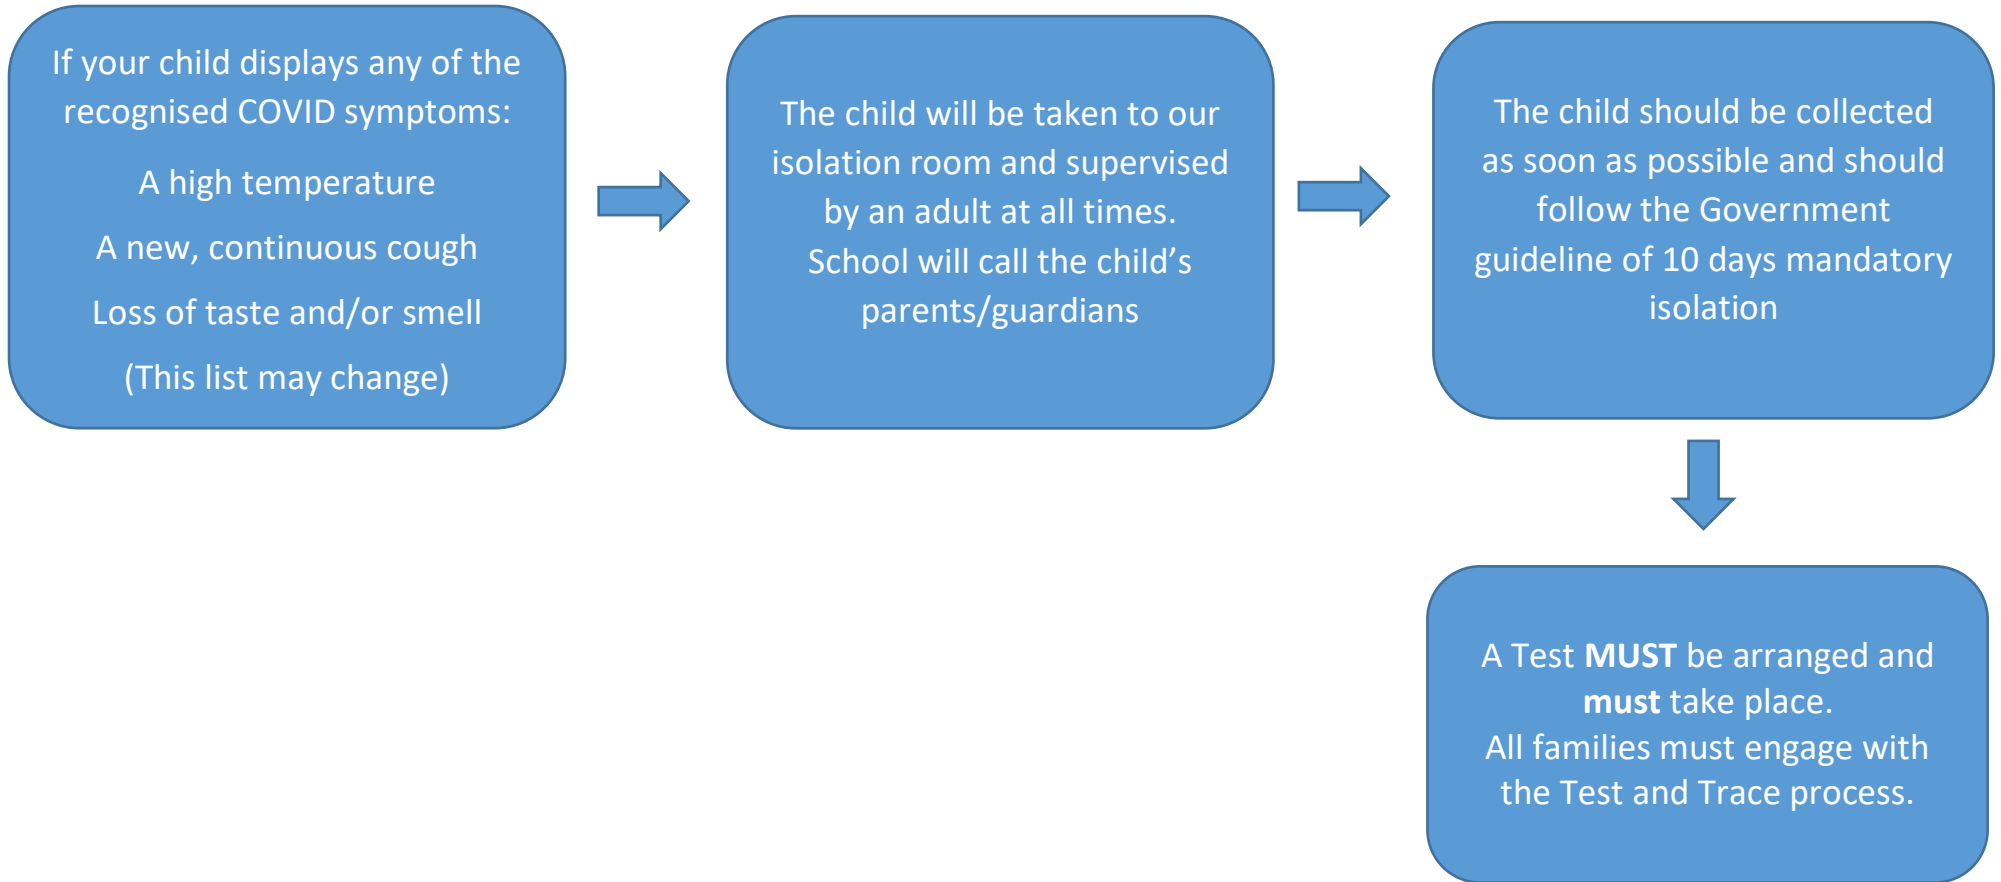 If your child displays any of the
recognised COVID symptoms:
A high temperature
A new, continuous cough
Loss of taste and/or smell
(This list may change)
The child will be taken to our
isolation room and supervised
by an adult at all times.
School will call the child’s
parents/guardians
The child should be collected
as soon as possible and should
follow the Government
guideline of 10 days mandatory
isolation
A Test MUST be arranged and
must take place.
All families must engage with
the Test and Trace process.